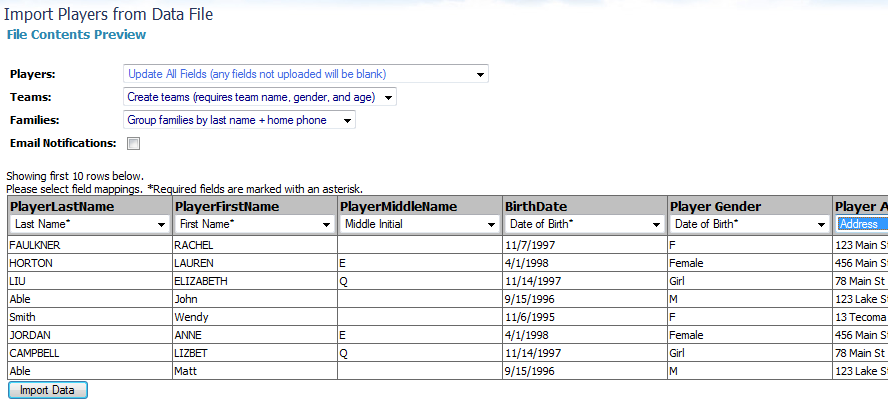 Import Players from Data File
File Contents Preview
Players: Update All Fields (any fields not uploaded will be blank)
Teams: Create teams (requires team name, gender, and age)
Families: Group families by last name + home phone
Email Notifications:
Showing first 10 rows below.
Please select field mappings. *Required fields are marked with an asterisk.
PlayerLastName PlayerFirstName PlayerMiddleName BirthDate Player Gender Player A
Last Name* First Name* Middle Initial Date of Birth* Date of Birth* Address
FAULKNER RACHEL 11/7/1997 F 123 Main S
HORTON LAUREN E 4/1/1998 Female 456 Main S
LIU ELIZABETH Q 11/14/1997 Girl 78 Main St
Able John 9/15/1996 M 123 Lake S
Smith Wendy 11/6/1995 F 13 Tecoma
JORDAN ANNE E 4/1/1998 Female 456 Main S
CAMPBELL LIZBET Q 11/14/1997 Girl 78 Main St
Able Matt 9/15/1996 M 123 Lake S
Import Data